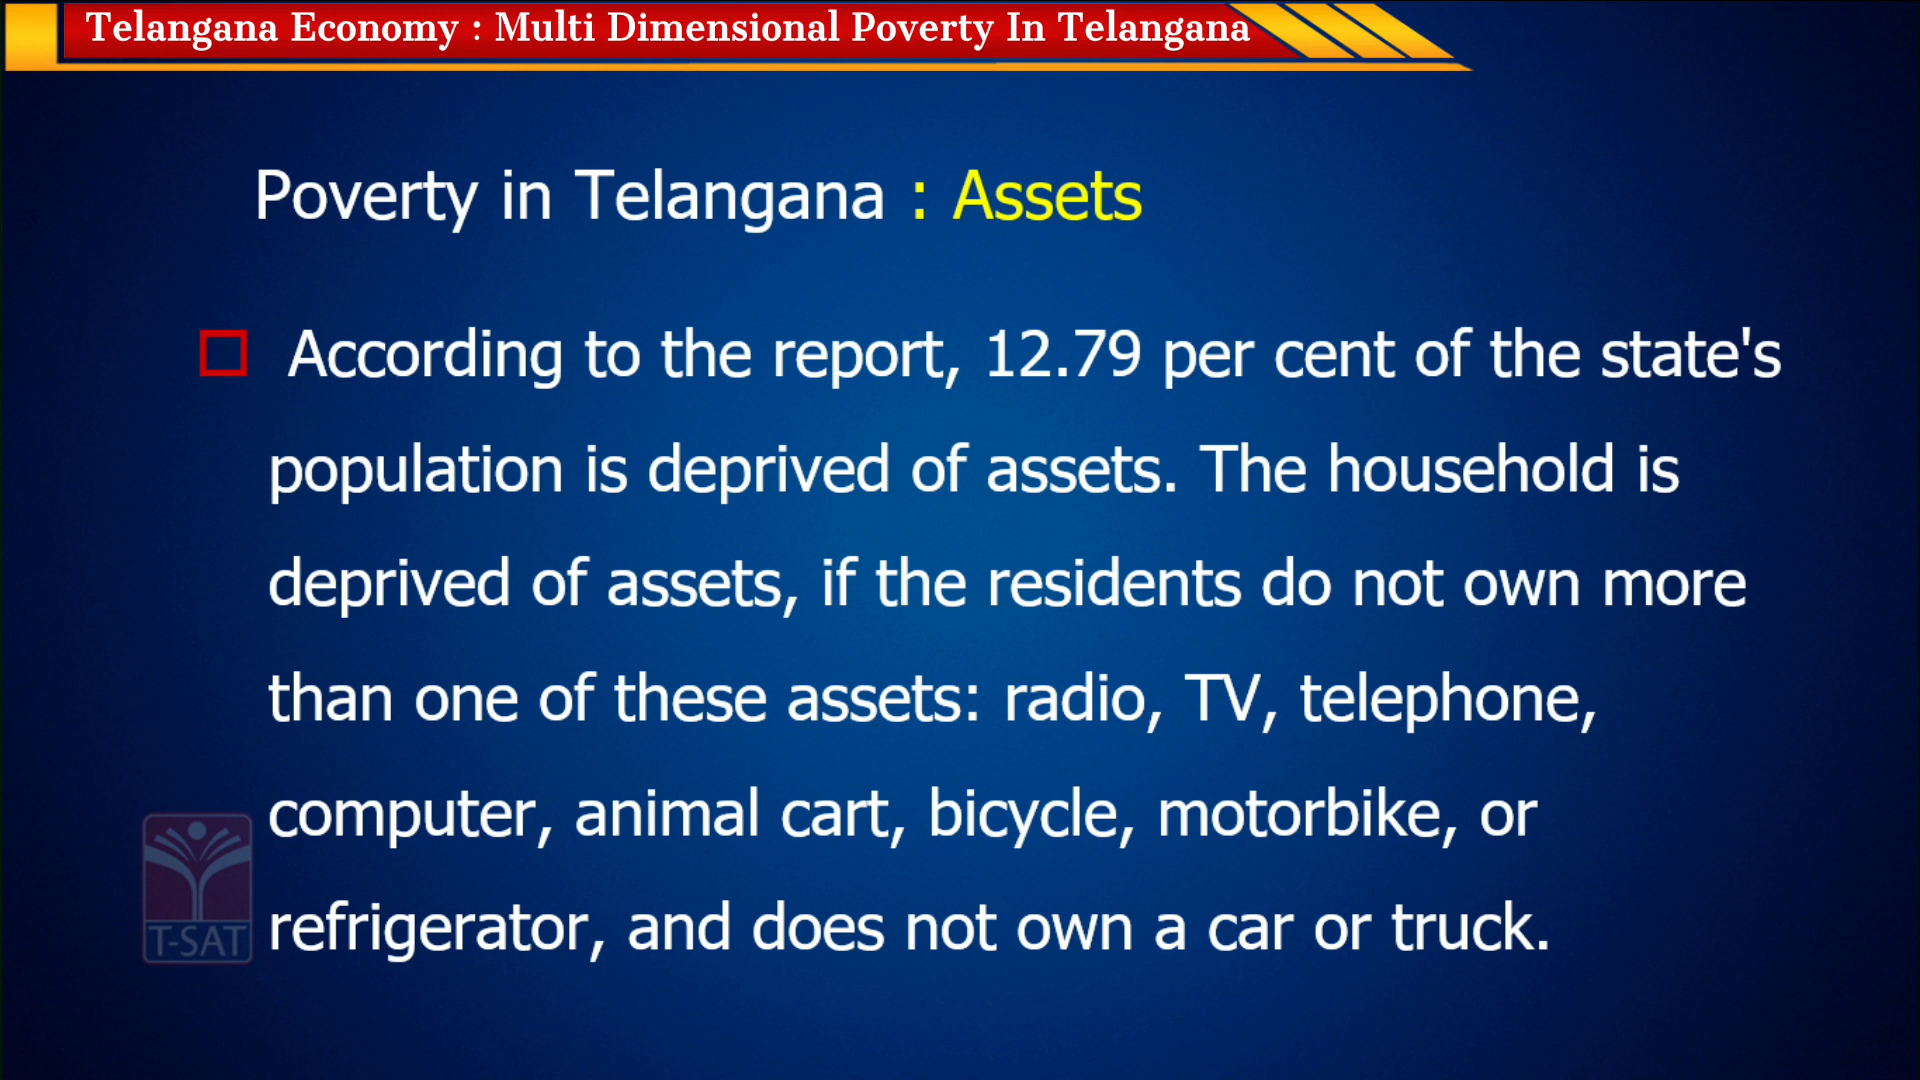 Telangana Economy : Multi Dimensional Poverty In Telangana
Poverty in Telangana : Assets
According to the report, 12.79 per cent of the state's
population is deprived of assets. The household is
deprived of assets, if the residents do not own more
than one of these assets: radio, TV, telephone,
computer, animal cart, bicycle, motorbike, or
refrigerator, and does not own a car or truck.
T-SAT